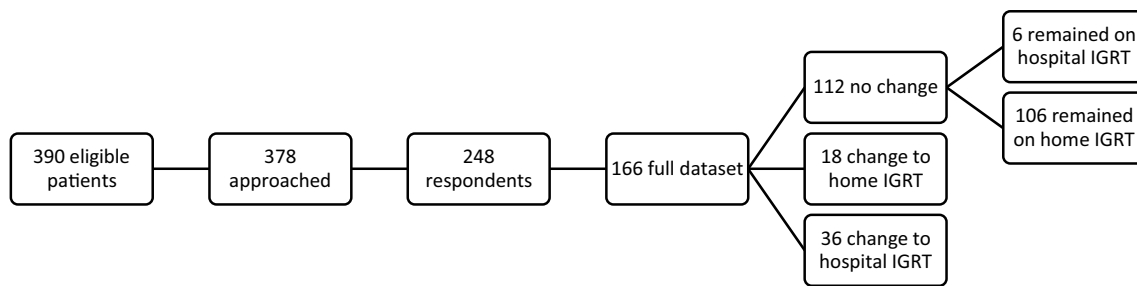 390 eligible
patients
378
approached
248
respondents
166 full dataset
112 no change
6 remained on
hospital IGRT
106 remained
on home IGRT
18 change to
home IGRT
36 change to
hospital IGRT